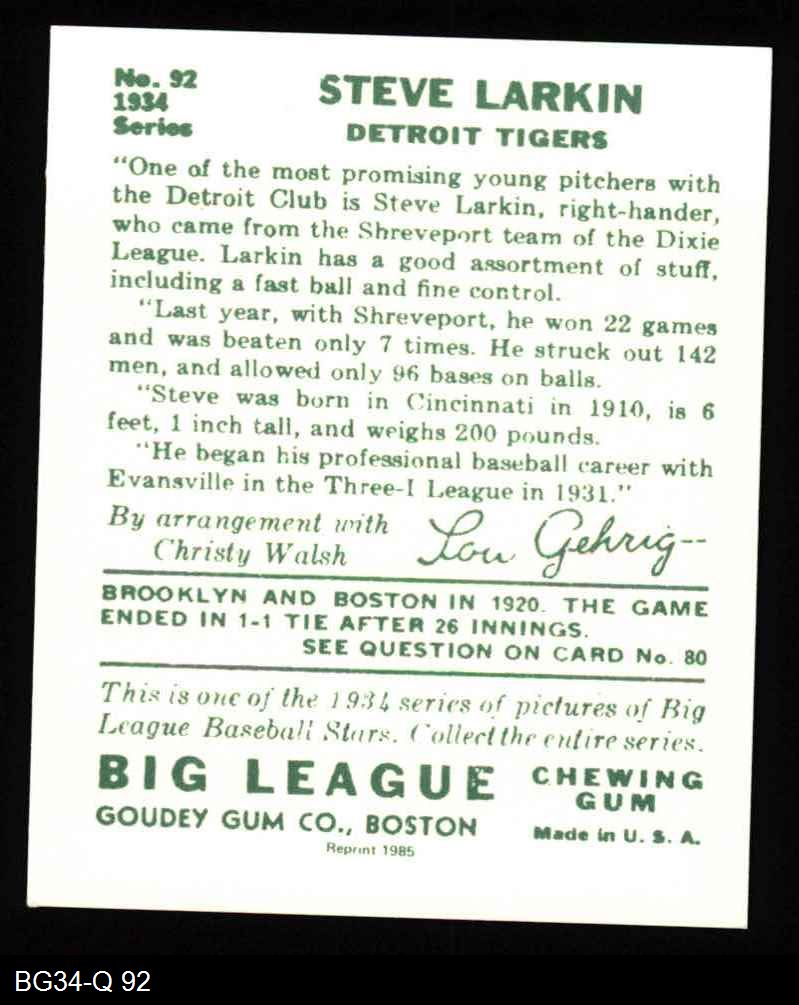 No. 92
1934
Series
STEVE LARKIN
DETROIT TIGERS
"One of the most promising young pitchers with
the Detroit Club is Steve Larkin, right-hander,
who came from the Shreveport team of the Dixie
League. Larkin has a good assortment of stuff,
including a fast ball and fine control.
"Last year, with Shreveport, he won 22 games
and was beaten only 7 times. He struck out 142
men, and allowed only 96 bases on balls.
"Steve was born in Cincinnati in 1910, is 6
feet, 1 inch tall, and weighs 200 pounds.
"He began his professional baseball career with
Evansville in the Three-I League in 1931."
By arrangement with
Christy Walsh
Lou Gehrig--
BROOKLYN AND BOSTON IN 1920. THE GAME
ENDED IN 1-1 TIE AFTER 26 INNINGS.
SEE QUESTION ON CARD No. 80
This is one of the 1934 series of pictures of Big
League Baseball Stars. Collect the entire series.
BIG LEAGUE
CHEWING
GUM
GOUDEY GUM CO., BOSTON
Made in U. S. A.
Reprint 1985
BG34-Q 92